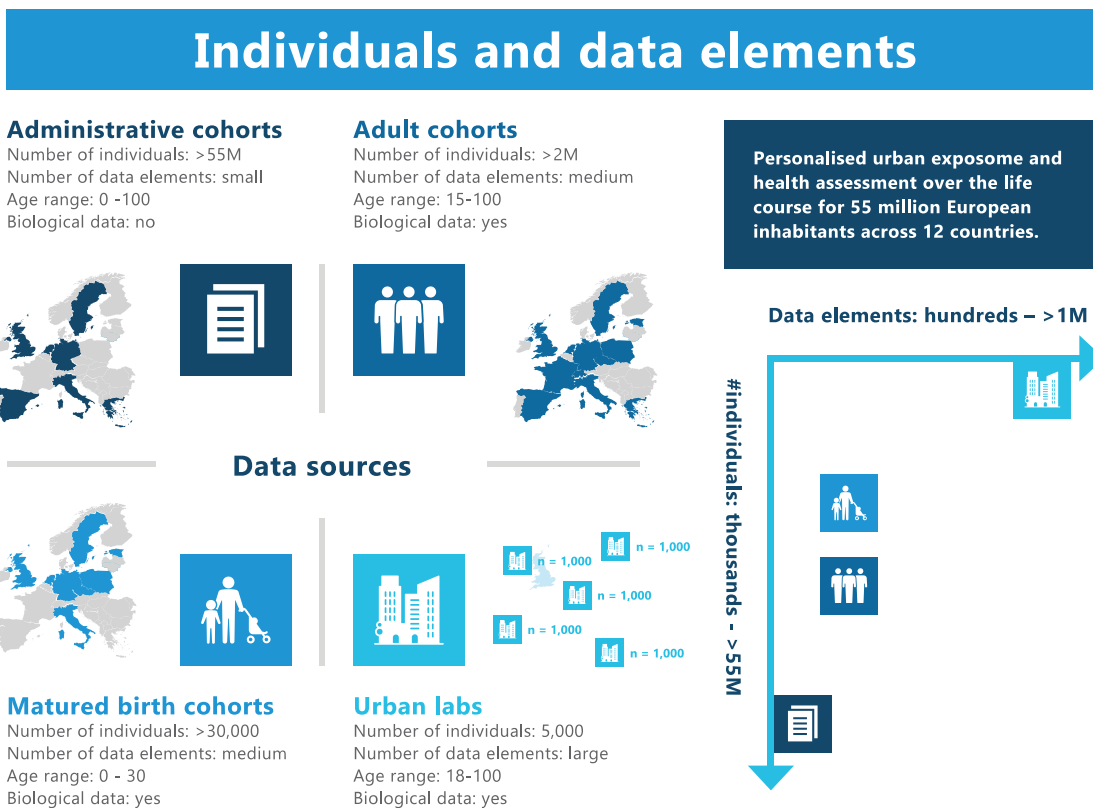 Individuals and data elements
Administrative cohorts
Number of individuals: >55M
Number of data elements: small
Age range: 0 -100
Biological data: no
Adult cohorts
Number of individuals: >2M
Number of data elements: medium
Age range: 15-100
Biological data: yes
Personalised urban exposome and
health assessment over the life
course for 55 million European
inhabitants across 12 countries.
Data elements: hundreds – >1M
#individuals: thousands - >55M
Data sources
n = 1,000
n = 1,000
n = 1,000
n = 1,000
n = 1,000
Matured birth cohorts
Number of individuals: >30,000
Number of data elements: medium
Age range: 0 - 30
Biological data: yes
Urban labs
Number of individuals: 5,000
Number of data elements: large
Age range: 18-100
Biological data: yes